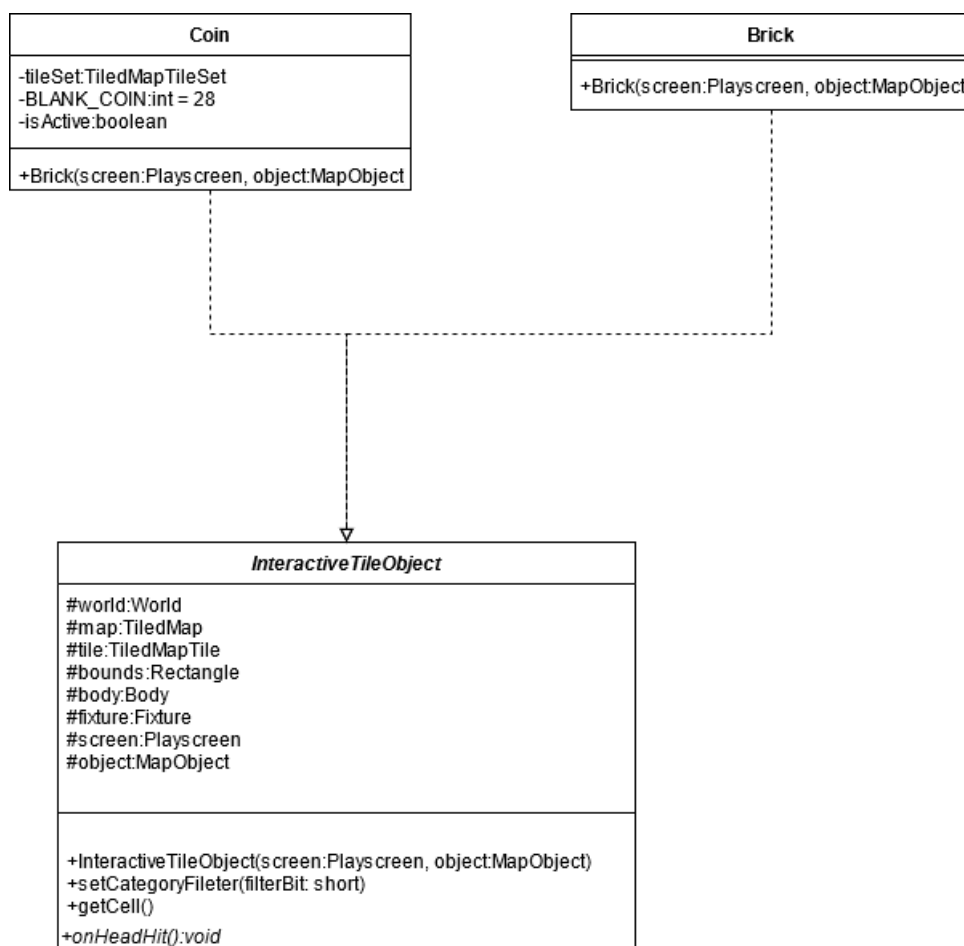 Coin
-tileSet:TiledMapTileSet
-BLANK_COIN:int = 28
-isActive:boolean
+Brick(screen:Playscreen, object:MapObject
Brick
+Brick(screen:Playscreen, object:MapObject
InteractiveTileObject
#world:World
#map:TiledMap
#tile:TiledMapTile
#bounds:Rectangle
#body:Body
#fixture:Fixture
#screen:Playscreen
#object:MapObject
+InteractiveTileObject(screen:Playscreen, object:MapObject)
+setCategoryFileter(filterBit: short)
+getCell()
+onHeadHit():void